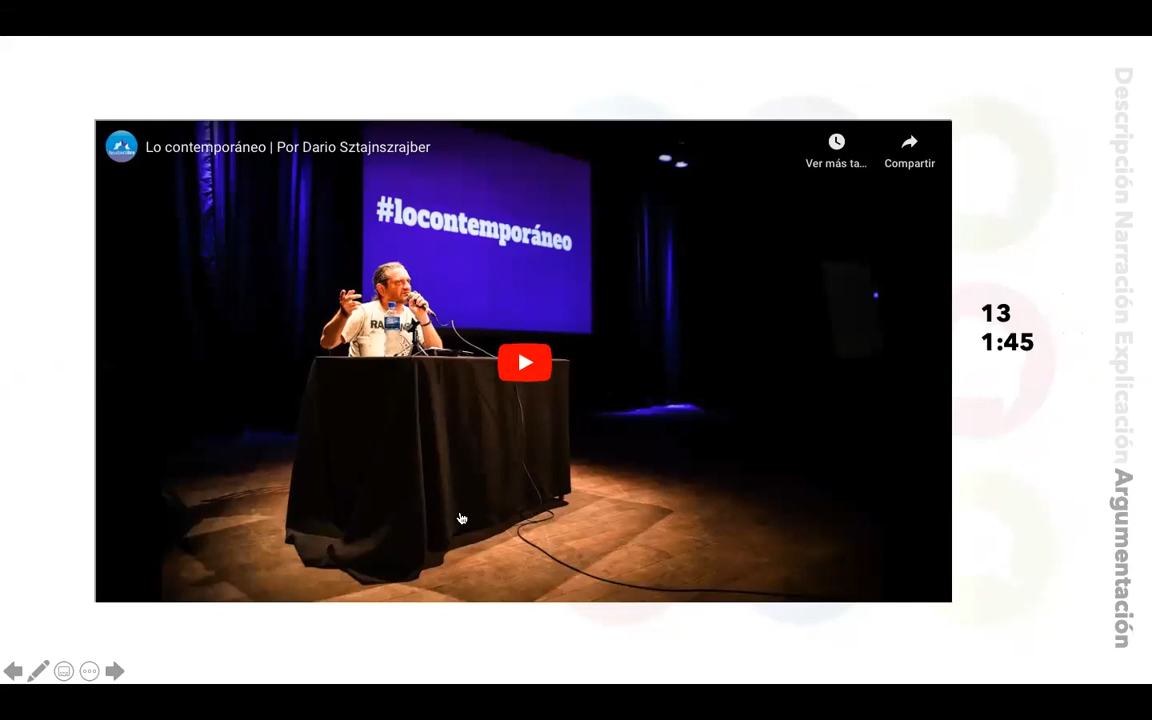 Lo contemporáneo | Por Dario Sztajnszrajber
Ver más ta...
Compartir
#locontemporáneo
13
1:45
Descripción Narración Explicación Argumentación